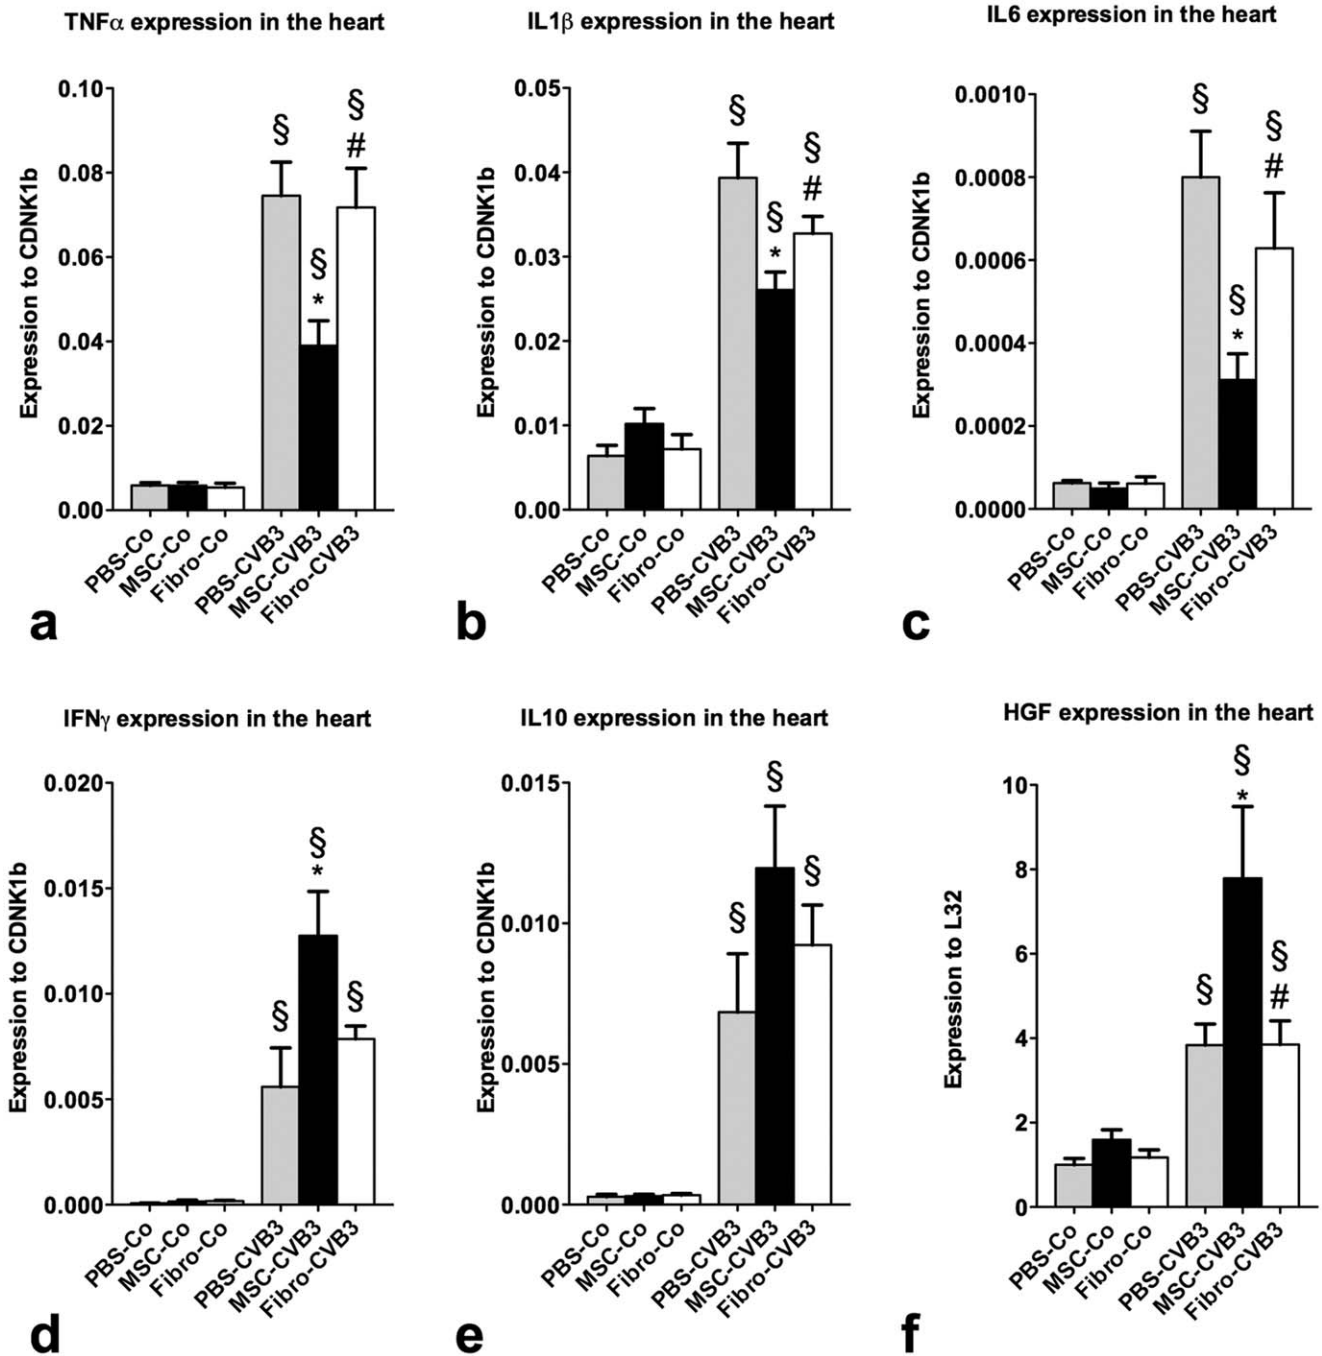 TNFα expression in the heart
Expression to CDNK1b
0.10
0.08
0.06
0.04
0.02
0.00
§
§
*
§
#
PBS-Co
MSC-Co
Fibro-Co
PBS-CVB3
MSC-CVB3
Fibro-CVB3
a
IL1β expression in the heart
Expression to CDNK1b
0.05
0.04
0.03
0.02
0.01
0.00
§
§
*
§
#
PBS-Co
MSC-Co
Fibro-Co
PBS-CVB3
MSC-CVB3
Fibro-CVB3
b
IL6 expression in the heart
Expression to CDNK1b
0.0010
0.0008
0.0006
0.0004
0.0002
0.0000
§
§
*
§
#
PBS-Co
MSC-Co
Fibro-Co
PBS-CVB3
MSC-CVB3
Fibro-CVB3
c
IFNγ expression in the heart
Expression to CDNK1b
0.020
0.015
0.010
0.005
0.000
§
§
*
§
PBS-Co
MSC-Co
Fibro-Co
PBS-CVB3
MSC-CVB3
Fibro-CVB3
d
IL10 expression in the heart
Expression to CDNK1b
0.015
0.010
0.005
0.000
§
§
§
PBS-Co
MSC-Co
Fibro-Co
PBS-CVB3
MSC-CVB3
Fibro-CVB3
e
HGF expression in the heart
Expression to L32
10
8
6
4
2
0
§
§
*
§
#
PBS-Co
MSC-Co
Fibro-Co
PBS-CVB3
MSC-CVB3
Fibro-CVB3
f